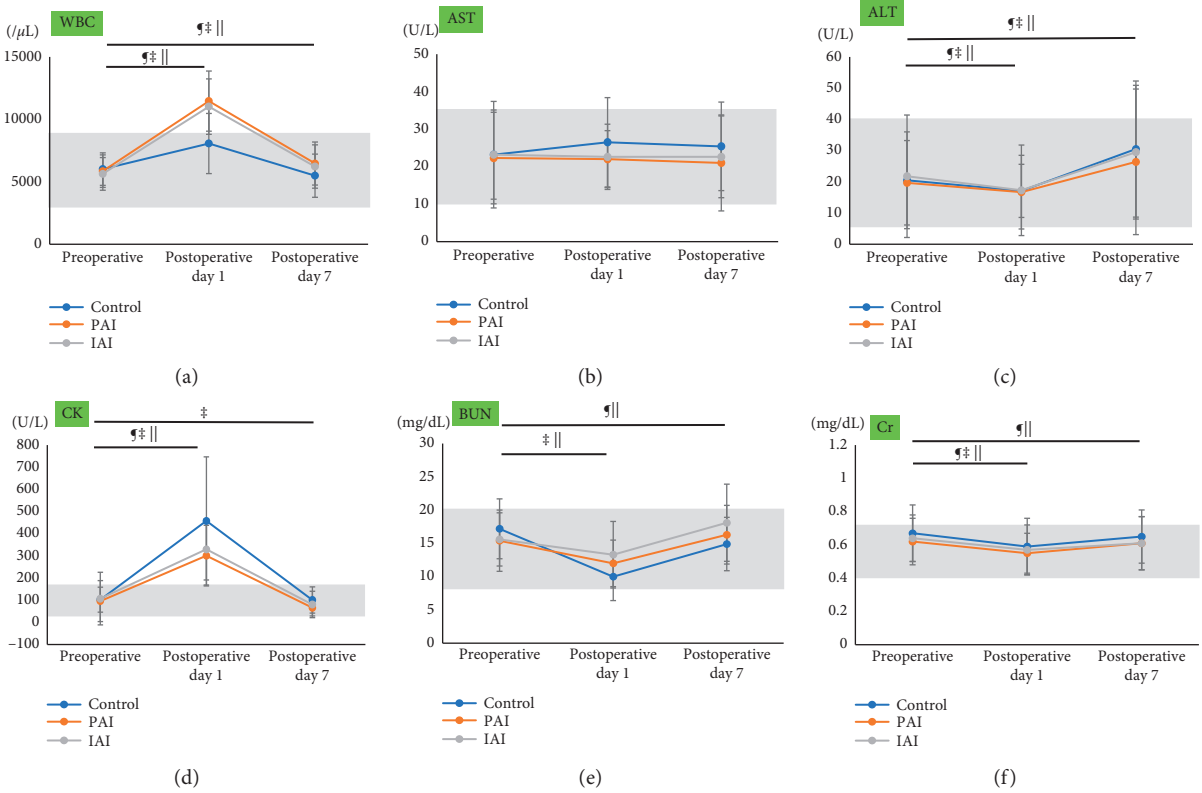 (/μL)
WBC
¶‡ ||
¶‡ ||
15000
10000
5000
0
Preoperative
Postoperative
day 1
Postoperative
day 7
Control
PAI
IAI
(a)
AST
(U/L)
50
40
30
20
10
0
Preoperative
Postoperative
day 1
Postoperative
day 7
Control
PAI
IAI
(b)
ALT
(U/L)
¶‡ ||
¶‡ ||
60
50
40
30
20
10
0
Preoperative
Postoperative
day 1
Postoperative
day 7
Control
PAI
IAI
(c)
(U/L)
CK
‡
¶‡ ||
800
700
600
500
400
300
200
100
0
–100
Preoperative
Postoperative
day 1
Postoperative
day 7
Control
PAI
IAI
(d)
(mg/dL)
BUN
¶||
‡ ||
30
25
20
15
10
5
0
Preoperative
Postoperative
day 1
Postoperative
day 7
Control
PAI
IAI
(e)
(mg/dL)
Cr
¶||
¶‡ ||
1.2
1
0.8
0.6
0.4
0.2
0
Preoperative
Postoperative
day 1
Postoperative
day 7
Control
PAI
IAI
(f)